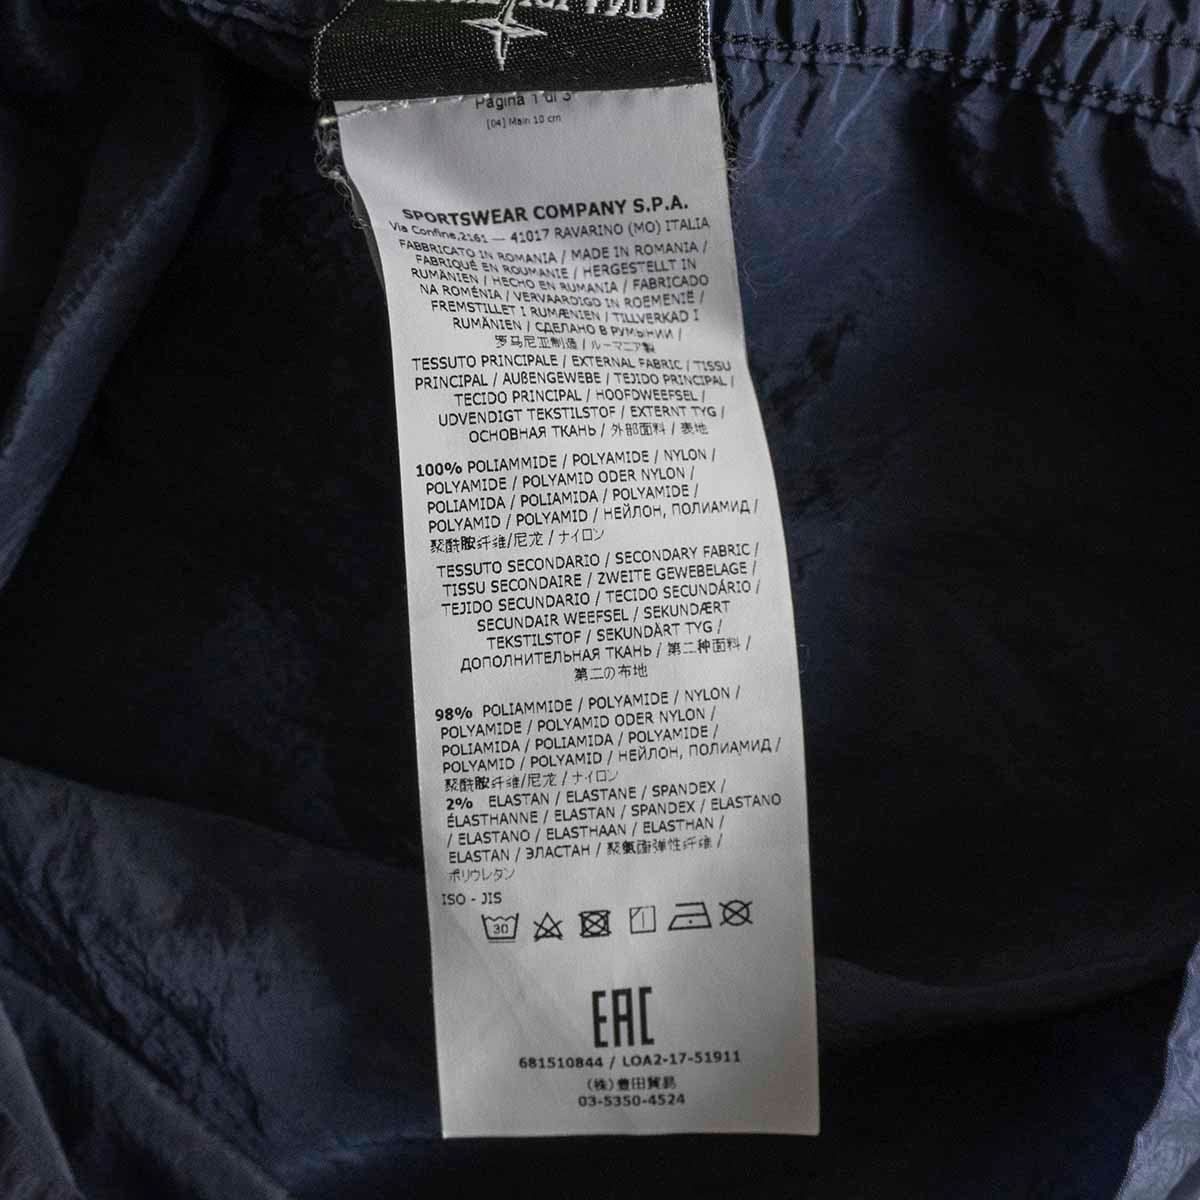 Pagina 1 di 3
[04] Main 10 cm
SPORTSWEAR COMPANY S.P.A.
Via Confine,2161 — 41017 RAVARINO (MO) ITALIA
FABBRICATO IN ROMANIA / MADE IN ROMANIA /
FABRIQUÉ EN ROUMANIE / HERGESTELLT IN
RUMÄNIEN / HECHO EN RUMANIA / FABRICADO
NA ROMÉNIA / VERVAARDIGD IN ROEMENIË /
FREMSTILLET I RUMÆNIEN / TILLVERKAD I
RUMÄNIEN / СДЕЛАНО В РУМЫНИИ /
罗马尼亚制造 / ルーマニア製
TESSUTO PRINCIPALE / EXTERNAL FABRIC / TISSU
PRINCIPAL / AUßENGEWEBE / TEJIDO PRINCIPAL /
TECIDO PRINCIPAL / HOOFDWEEFSEL /
UDVENDIGT TEKSTILSTOF / EXTERNT TYG /
ОСНОВНАЯ ТКАНЬ / 外部面料 / 表地
100% POLIAMMIDE / POLYAMIDE / NYLON /
POLYAMIDE / POLYAMID ODER NYLON /
POLIAMIDA / POLIAMIDA / POLYAMIDE /
POLYAMID / POLYAMID / НЕЙЛОН, ПОЛИАМИД /
聚酰胺纤维/尼龙 / ナイロン
TESSUTO SECONDARIO / SECONDARY FABRIC /
TISSU SECONDAIRE / ZWEITE GEWEBELAGE /
TEJIDO SECUNDARIO / TECIDO SECUNDÁRIO /
SECUNDAIR WEEFSEL / SEKUNDÆRT
TEKSTILSTOF / SEKUNDÄRT TYG /
ДОПОЛНИТЕЛЬНАЯ ТКАНЬ / 第二种面料 /
第二の布地
98% POLIAMMIDE / POLYAMIDE / NYLON /
POLYAMIDE / POLYAMID ODER NYLON /
POLIAMIDA / POLIAMIDA / POLYAMIDE /
POLYAMID / POLYAMID / НЕЙЛОН, ПОЛИАМИД /
聚酰胺纤维/尼龙 / ナイロン
2% ELASTAN / ELASTANE / SPANDEX /
ÉLASTHANNE / ELASTAN / SPANDEX / ELASTANO
/ ELASTANO / ELASTHAAN / ELASTHAN /
ELASTAN / ЭЛАСТАН / 聚氨酯弹性纤维 /
ポリウレタン
ISO - JIS
30
EAC
681510844 / LOA2-17-51911
(株)豊田貿易
03-5350-4524